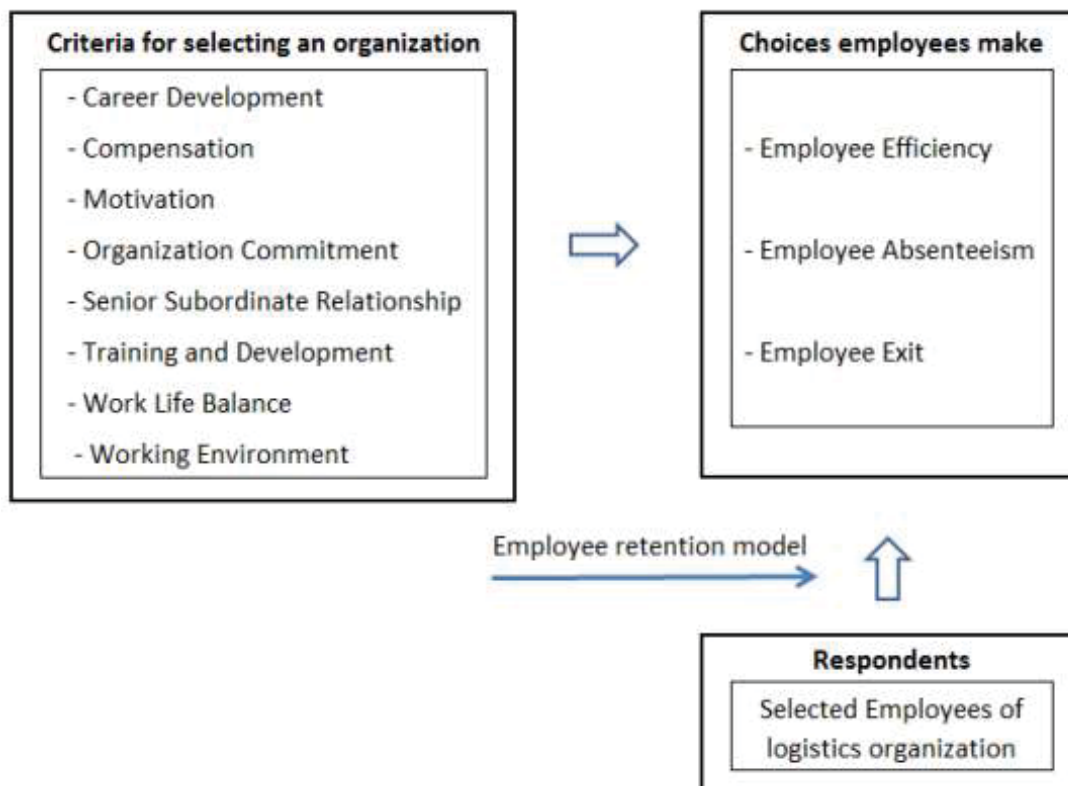 Criteria for selecting an organization
- Career Development
- Compensation
- Motivation
- Organization Commitment
- Senior Subordinate Relationship
- Training and Development
- Work Life Balance
- Working Environment
Choices employees make
- Employee Efficiency
- Employee Absenteeism
- Employee Exit
Employee retention model
Respondents
Selected Employees of
logistics organization